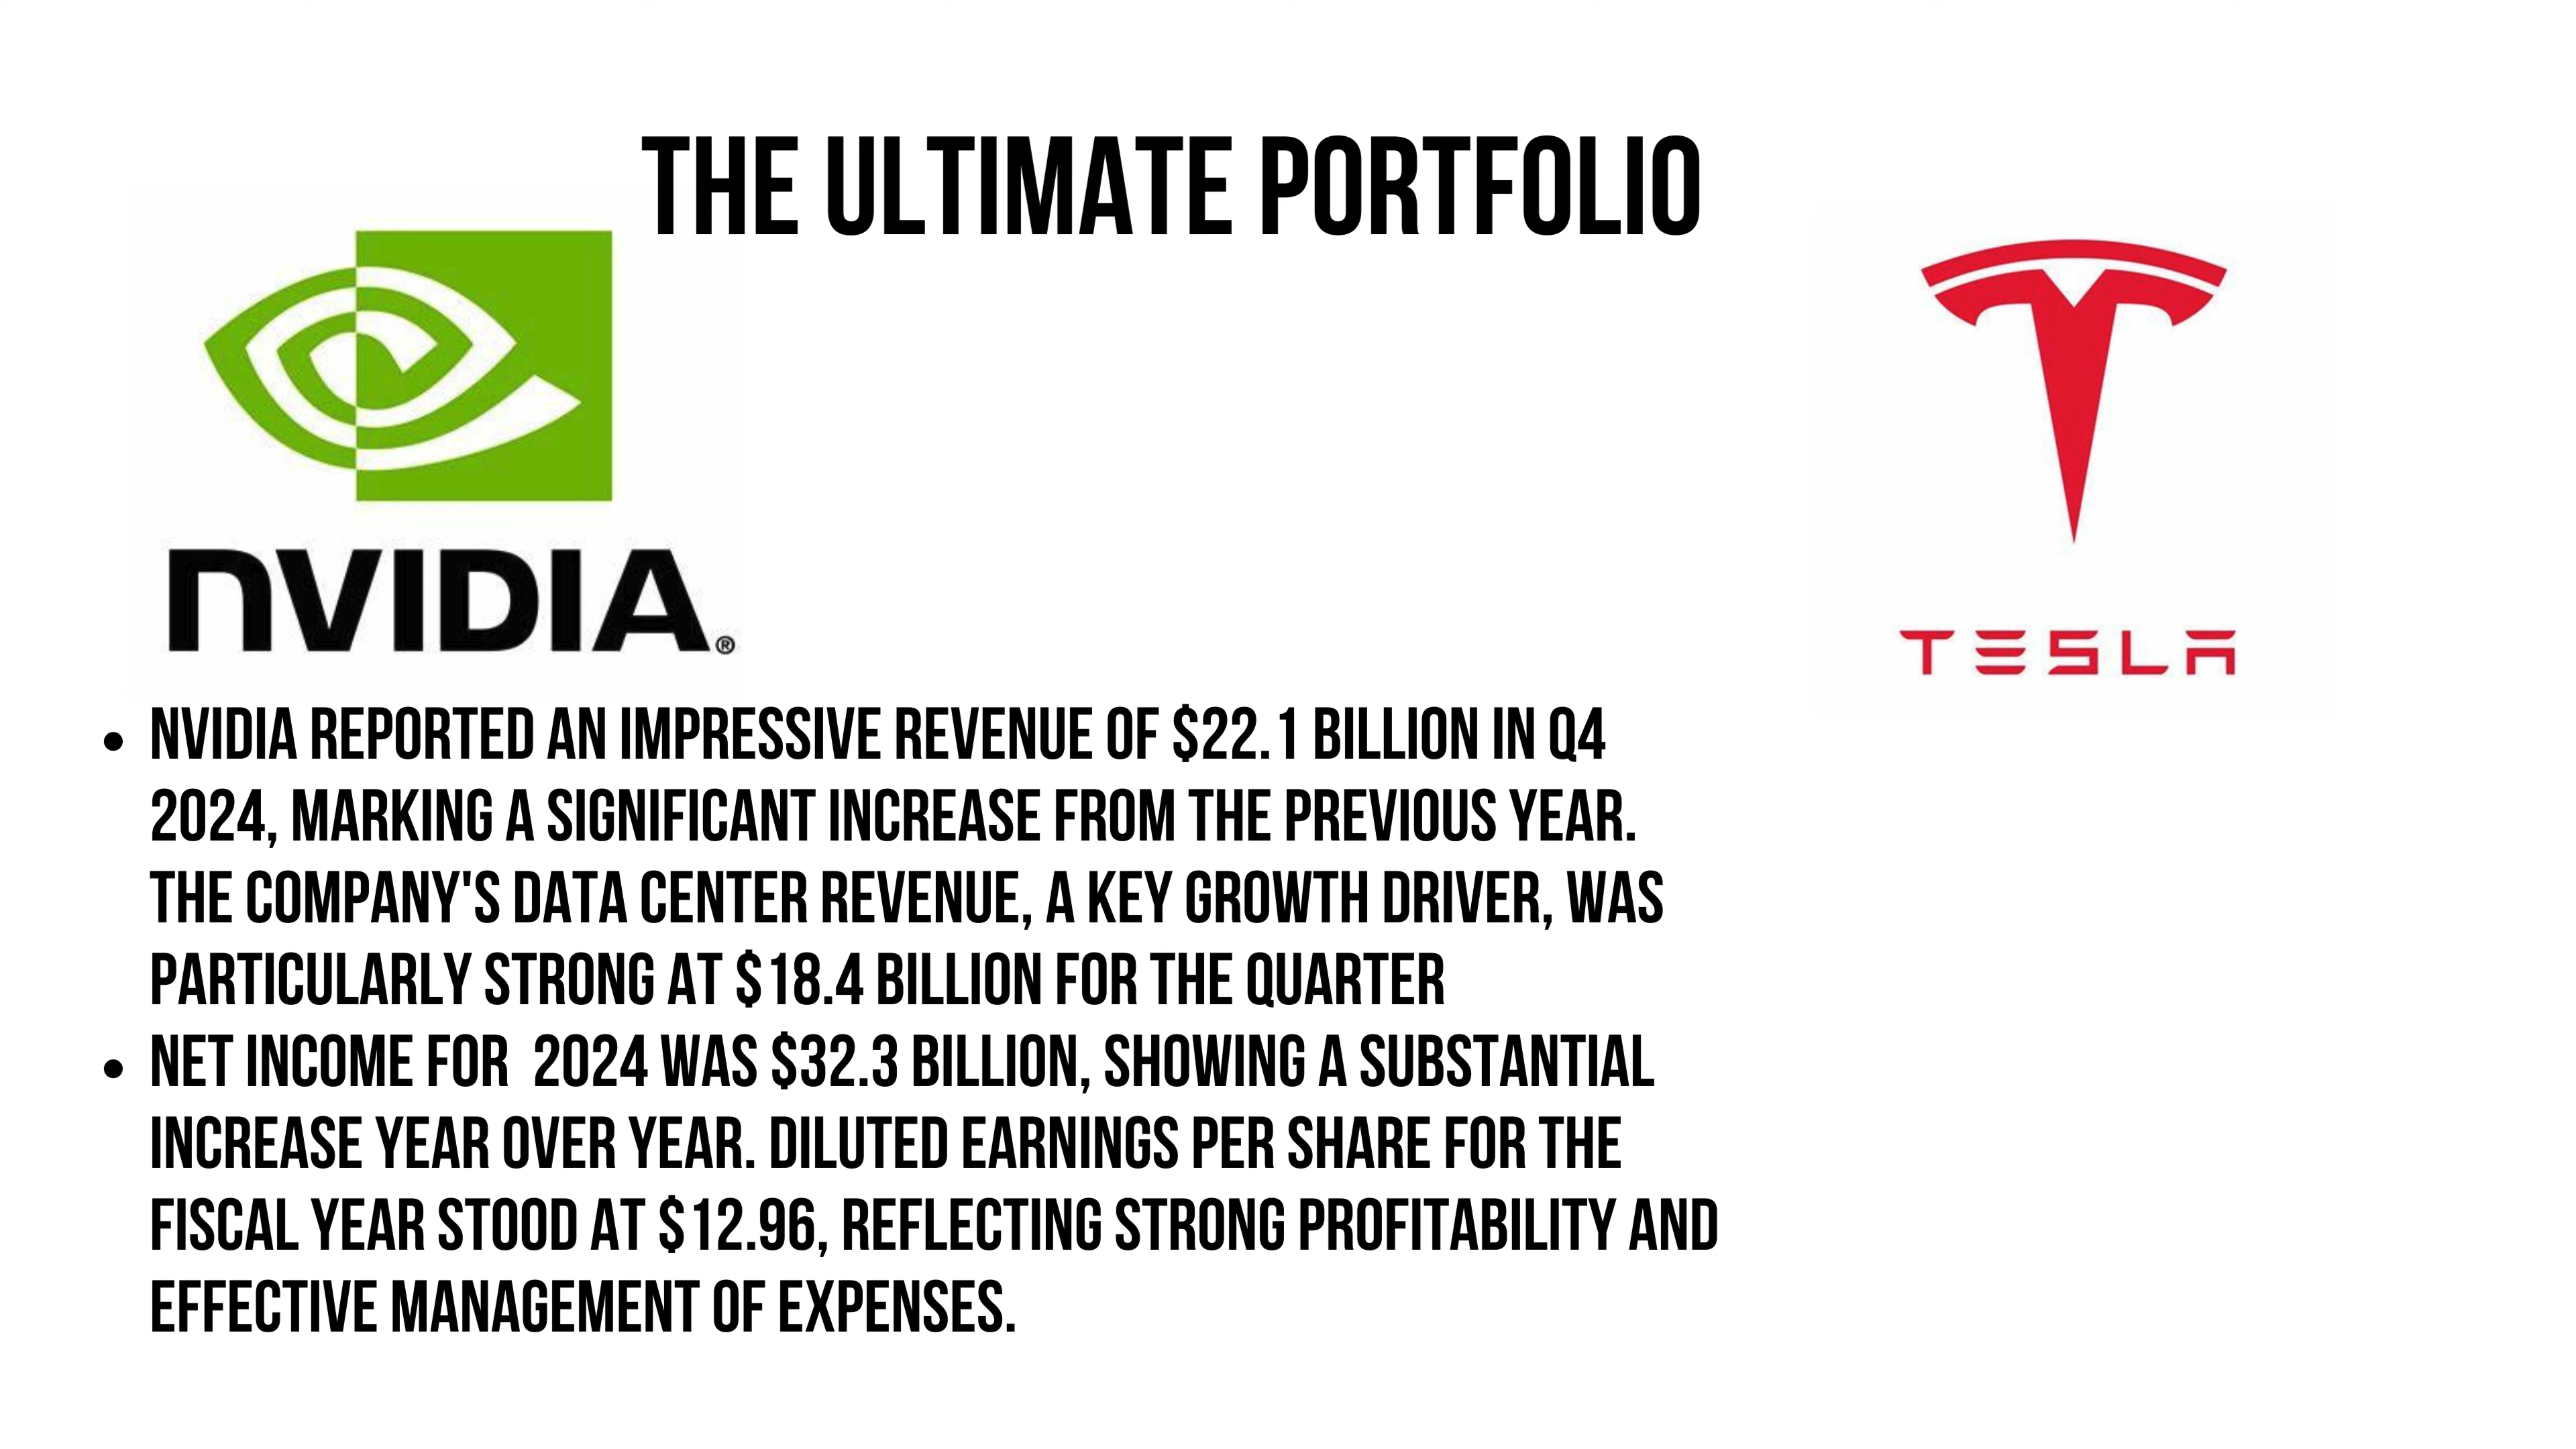 THE ULTIMATE PORTFOLIO
NVIDIA®
TESLA
• NVIDIA REPORTED AN IMPRESSIVE REVENUE OF $22.1 BILLION IN Q4
2024, MARKING A SIGNIFICANT INCREASE FROM THE PREVIOUS YEAR.
THE COMPANY'S DATA CENTER REVENUE, A KEY GROWTH DRIVER, WAS
PARTICULARLY STRONG AT $18.4 BILLION FOR THE QUARTER
• NET INCOME FOR  2024 WAS $32.3 BILLION, SHOWING A SUBSTANTIAL
INCREASE YEAR OVER YEAR. DILUTED EARNINGS PER SHARE FOR THE
FISCAL YEAR STOOD AT $12.96, REFLECTING STRONG PROFITABILITY AND
EFFECTIVE MANAGEMENT OF EXPENSES.